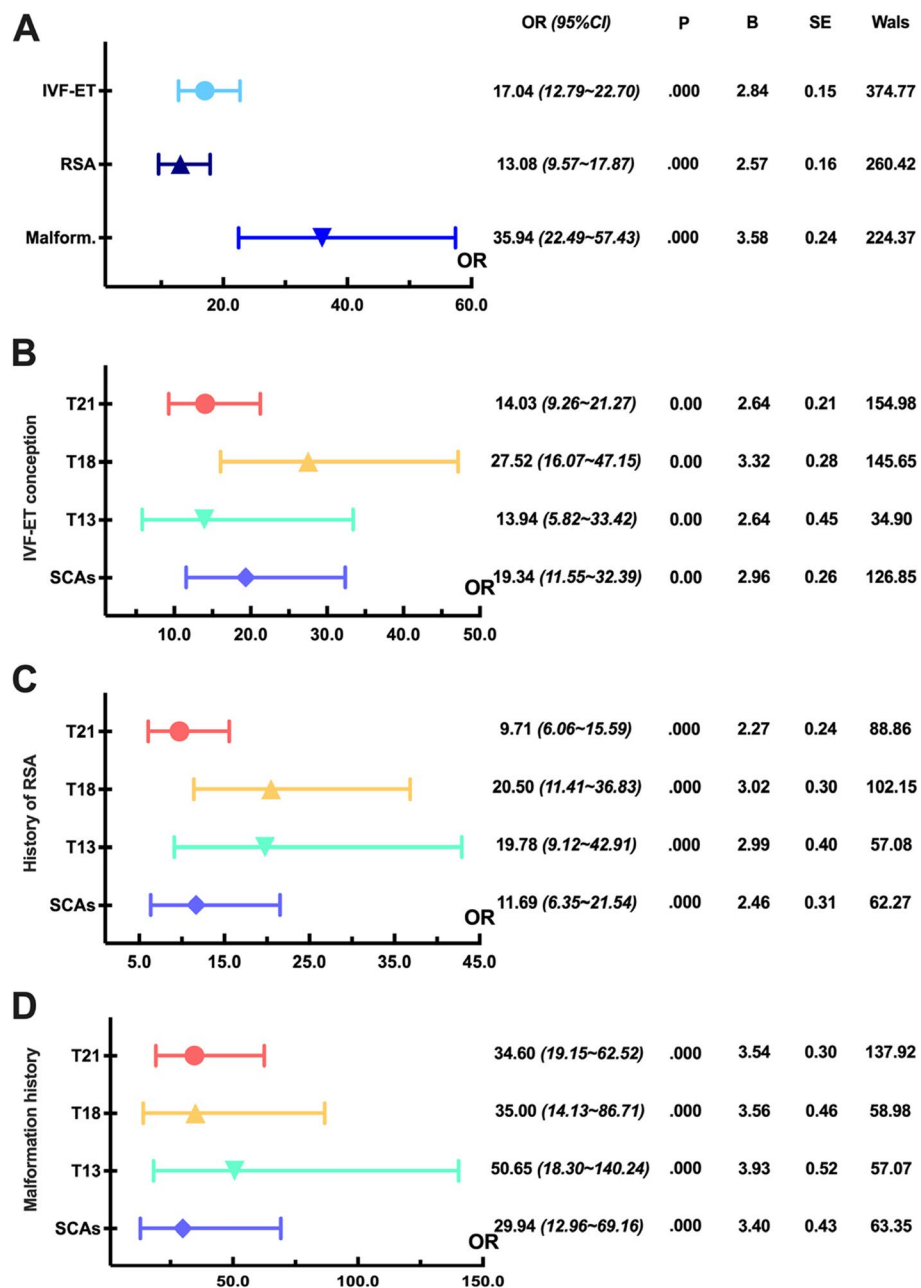 A
OR (95%CI) P B SE Wals
IVF-ET 17.04 (12.79~22.70) .000 2.84 0.15 374.77
RSA 13.08 (9.57~17.87) .000 2.57 0.16 260.42
Malform. 35.94 (22.49~57.43) .000 3.58 0.24 224.37
OR
20.0 40.0 60.0
B
IVF-ET conception
T21 14.03 (9.26~21.27) 0.00 2.64 0.21 154.98
T18 27.52 (16.07~47.15) 0.00 3.32 0.28 145.65
T13 13.94 (5.82~33.42) 0.00 2.64 0.45 34.90
SCAs 19.34 (11.55~32.39) 0.00 2.96 0.26 126.85
OR
10.0 20.0 30.0 40.0 50.0
C
History of RSA
T21 9.71 (6.06~15.59) .000 2.27 0.24 88.86
T18 20.50 (11.41~36.83) .000 3.02 0.30 102.15
T13 19.78 (9.12~42.91) .000 2.99 0.40 57.08
SCAs 11.69 (6.35~21.54) .000 2.46 0.31 62.27
OR
5.0 15.0 25.0 35.0 45.0
D
Malformation history
T21 34.60 (19.15~62.52) .000 3.54 0.30 137.92
T18 35.00 (14.13~86.71) .000 3.56 0.46 58.98
T13 50.65 (18.30~140.24) .000 3.93 0.52 57.07
SCAs 29.94 (12.96~69.16) .000 3.40 0.43 63.35
OR
50.0 100.0 150.0